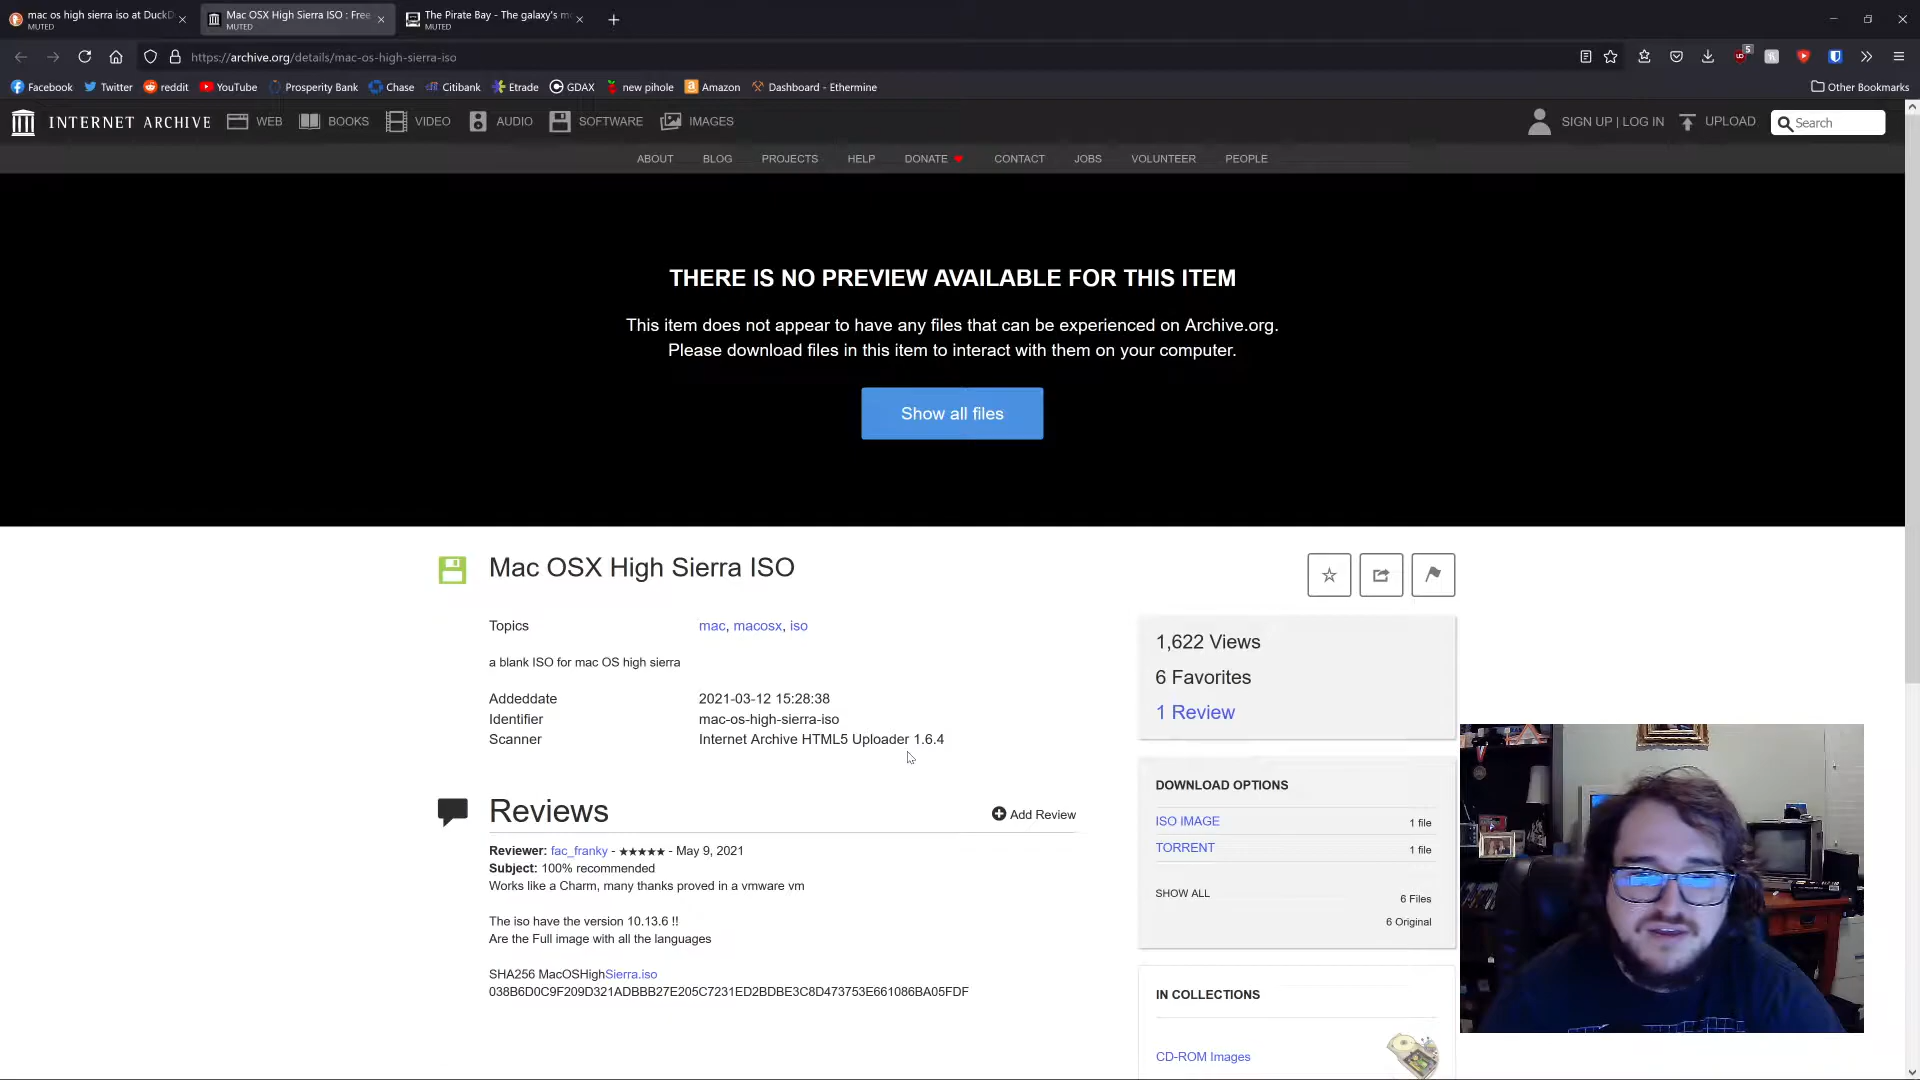 mac os high sierra iso at DuckD
MUTED
Mac OSX High Sierra ISO : Free
MUTED
The Pirate Bay - The galaxy's m
MUTED
https://archive.org/details/mac-os-high-sierra-iso
5
Facebook
Twitter
reddit
YouTube
Prosperity Bank
Chase
Citibank
Etrade
GDAX
new pihole
Amazon
Dashboard - Ethermine
Other Bookmarks
INTERNET ARCHIVE
WEB
BOOKS
VIDEO
AUDIO
SOFTWARE
IMAGES
SIGN UP | LOG IN
UPLOAD
Search
ABOUT
BLOG
PROJECTS
HELP
DONATE
CONTACT
JOBS
VOLUNTEER
PEOPLE
THERE IS NO PREVIEW AVAILABLE FOR THIS ITEM
This item does not appear to have any files that can be experienced on Archive.org.
Please download files in this item to interact with them on your computer.
Show all files
Mac OSX High Sierra ISO
Topics mac, macosx, iso
a blank ISO for mac OS high sierra
Addeddate 2021-03-12 15:28:38
Identifier mac-os-high-sierra-iso
Scanner Internet Archive HTML5 Uploader 1.6.4
Reviews
Add Review
Reviewer: fac_franky - ★★★★★ - May 9, 2021
Subject: 100% recommended
Works like a Charm, many thanks proved in a vmware vm
The iso have the version 10.13.6 !!
Are the Full image with all the languages
SHA256 MacOSHighSierra.iso
038B6D0C9F209D321ADBBB27E205C7231ED2BDBE3C8D473753E661086BA05FDF
1,622 Views
6 Favorites
1 Review
DOWNLOAD OPTIONS
ISO IMAGE 1 file
TORRENT 1 file
SHOW ALL 6 Files
6 Original
IN COLLECTIONS
CD-ROM Images